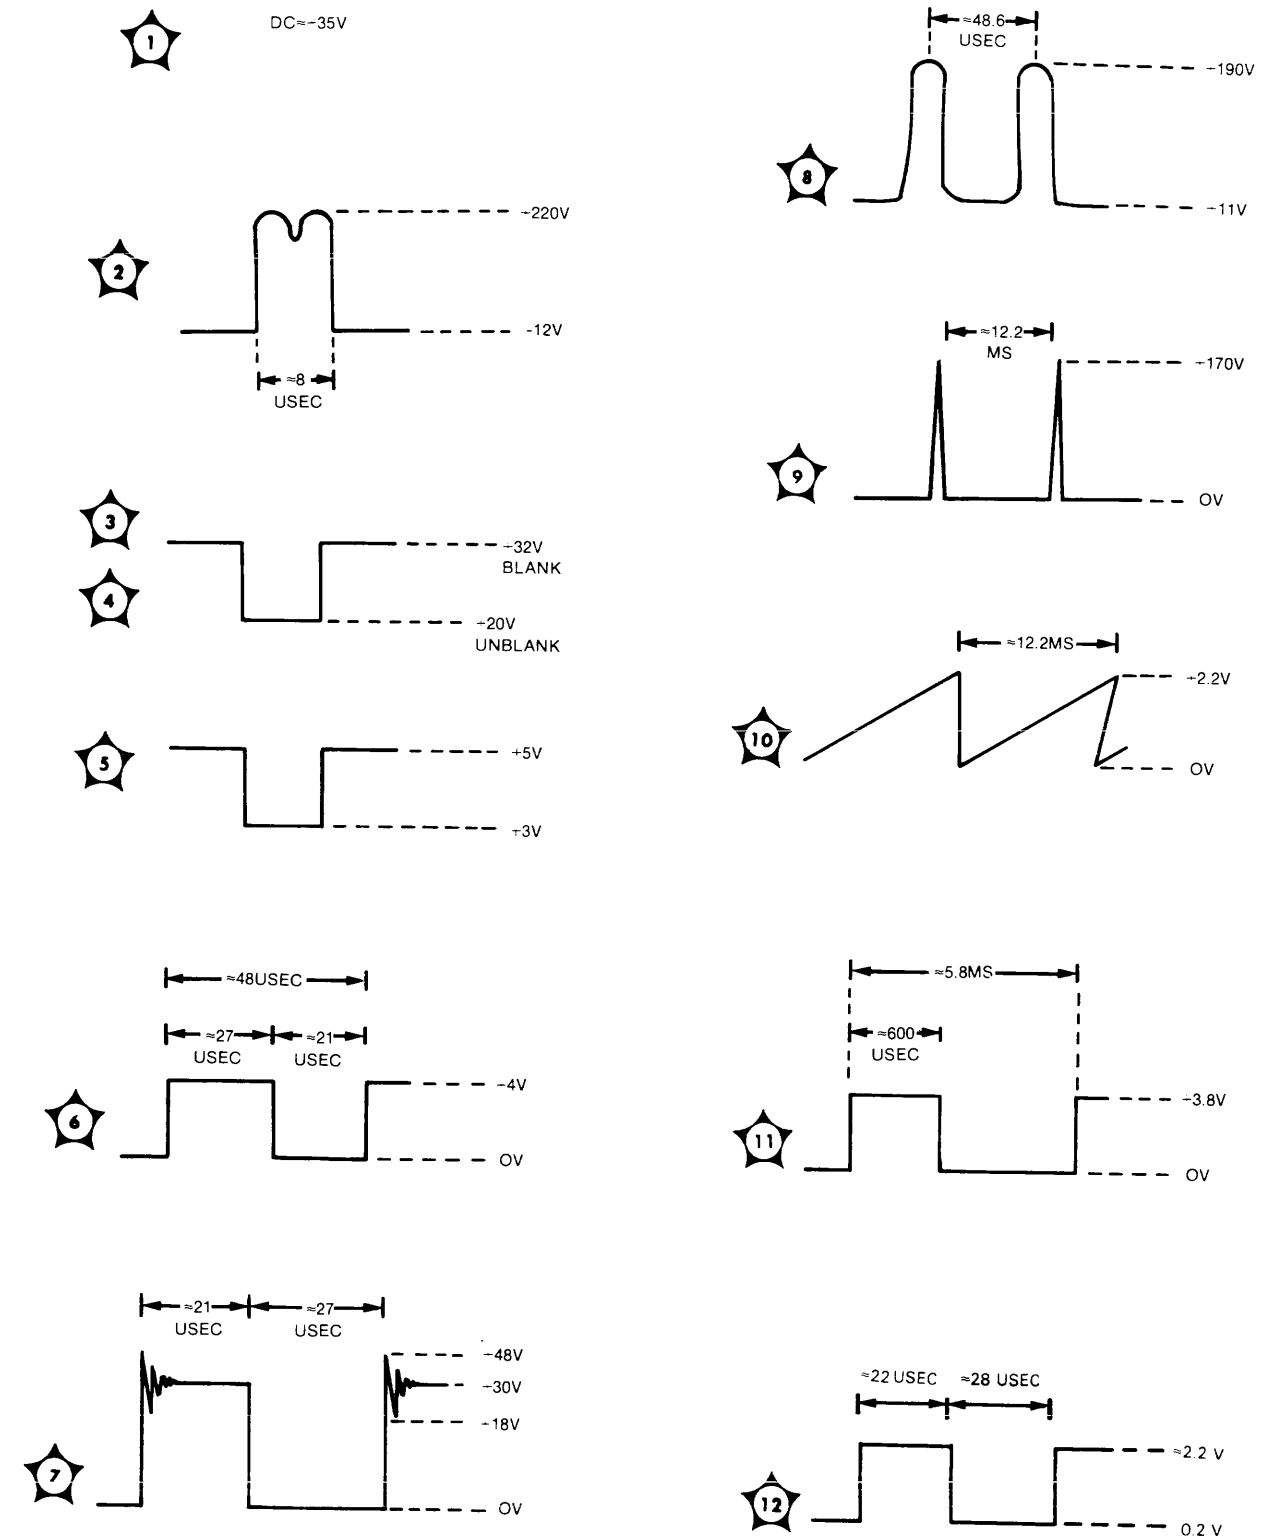 1
DC≈+35V
2
+220V
-12V
≈8
USEC
3
+32V
BLANK
4
+20V
UNBLANK
5
+5V
+3V
≈48USEC
≈27
USEC
≈21
USEC
6
+4V
0V
≈21
USEC
≈27
USEC
+48V
+30V
+18V
7
0V
≈48.6
USEC
+190V
8
+11V
≈12.2
MS
+170V
9
0V
≈12.2MS
+2.2V
10
0V
≈5.8MS
≈600
USEC
+3.8V
11
0V
≈22 USEC
≈28 USEC
≈2.2 V
12
0.2 V